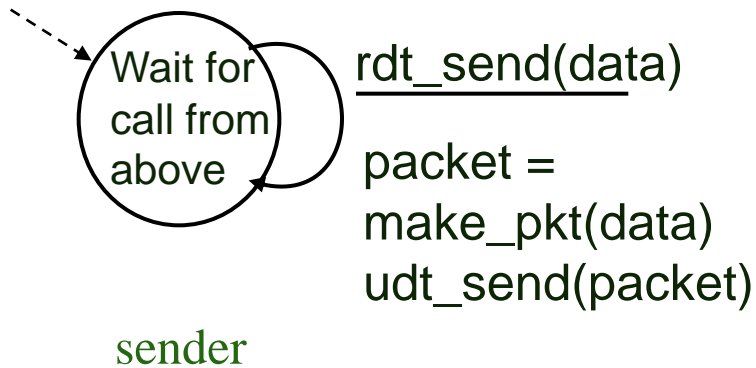 Wait for
call from
above
rdt_send(data)
packet =
make_pkt(data)
udt_send(packet)
sender